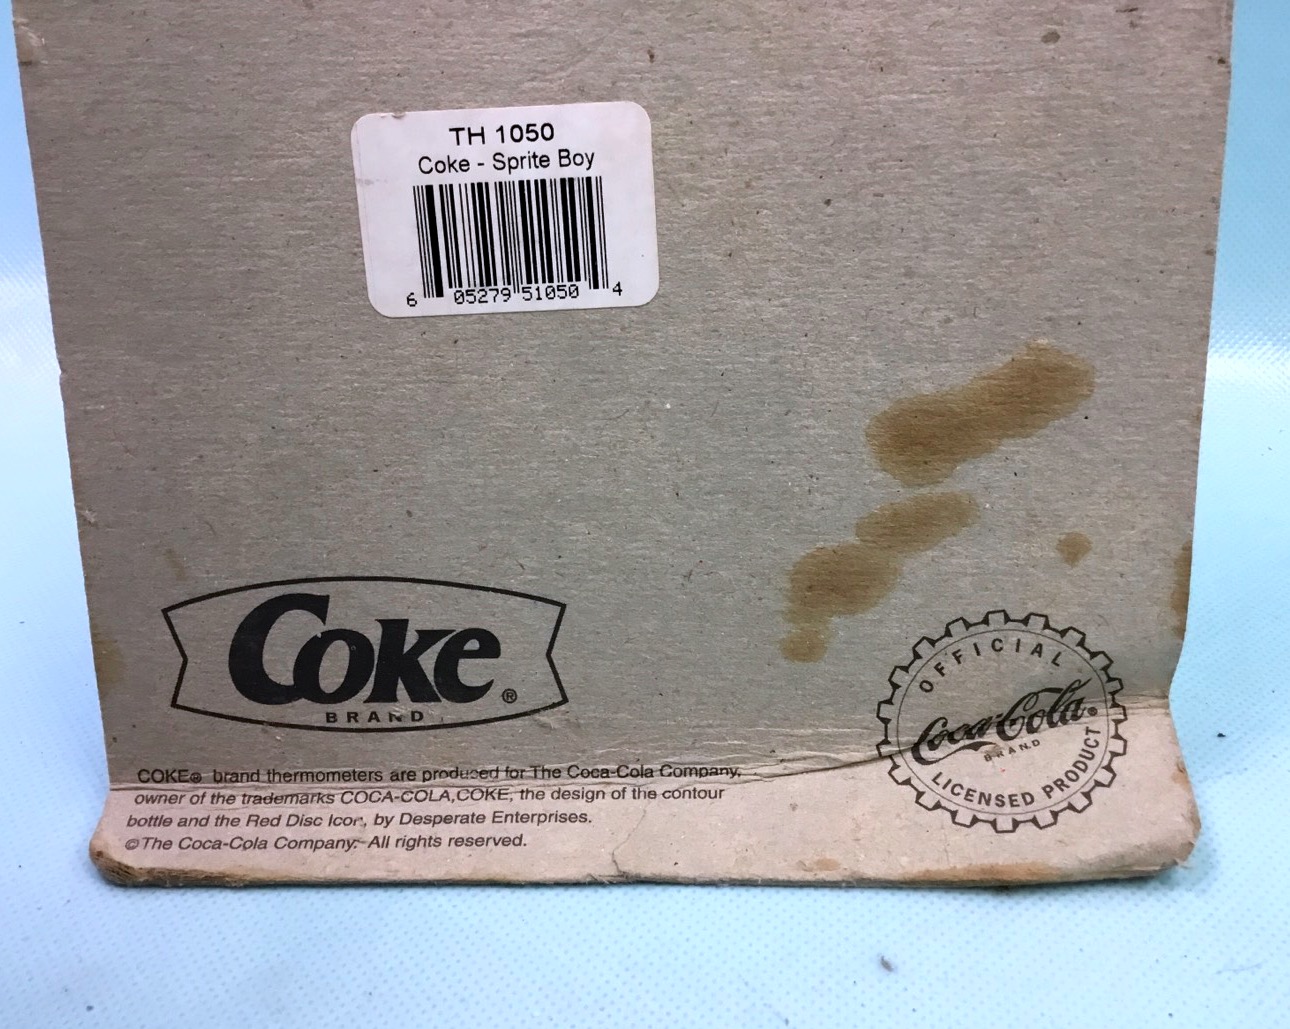 TH 1050
Coke - Sprite Boy
6 05279 51050 4
Coke®
BRAND
OFFICIAL
Coca-Cola®
BRAND
LICENSED PRODUCT
COKE® brand thermometers are produced for The Coca-Cola Company,
owner of the trademarks COCA-COLA,COKE, the design of the contour
bottle and the Red Disc Icon, by Desperate Enterprises.
©The Coca-Cola Company. All rights reserved.